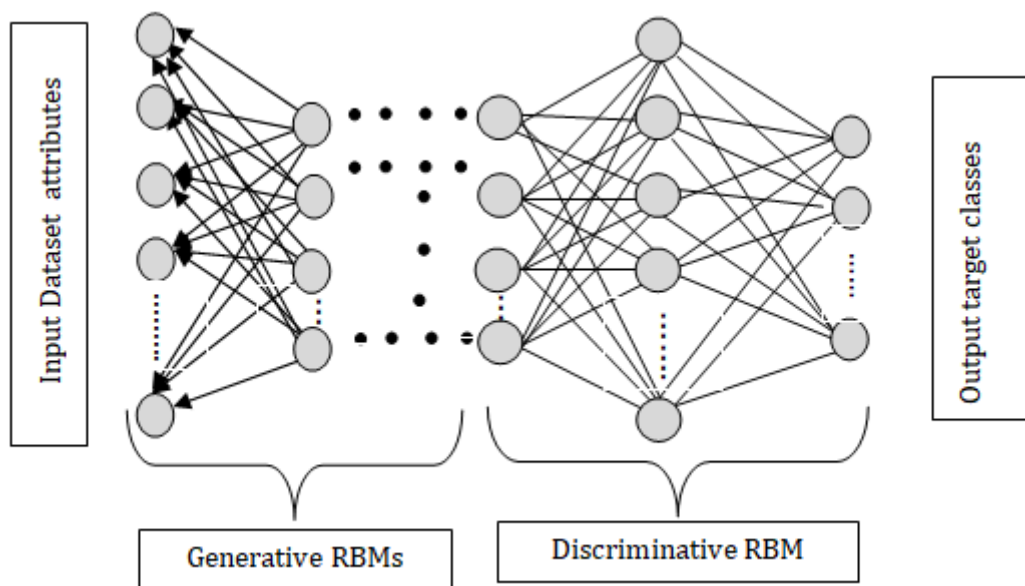 Input Dataset attributes
Output target classes
Generative RBMs
Discriminative RBM